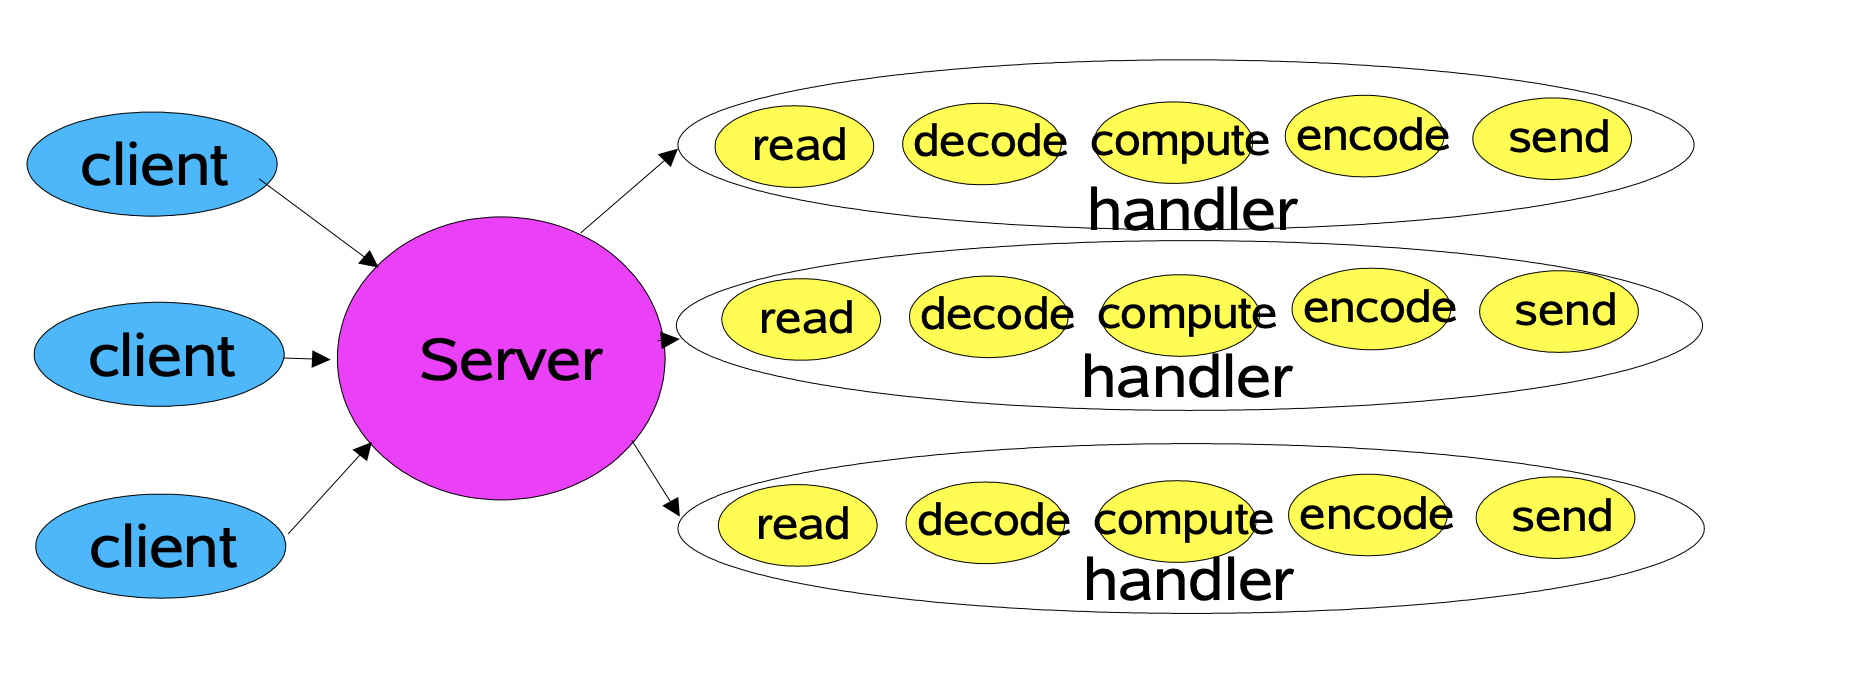 client
client
client
Server
read decode compute encode send
handler
read decode compute encode send
handler
read decode compute encode send
handler